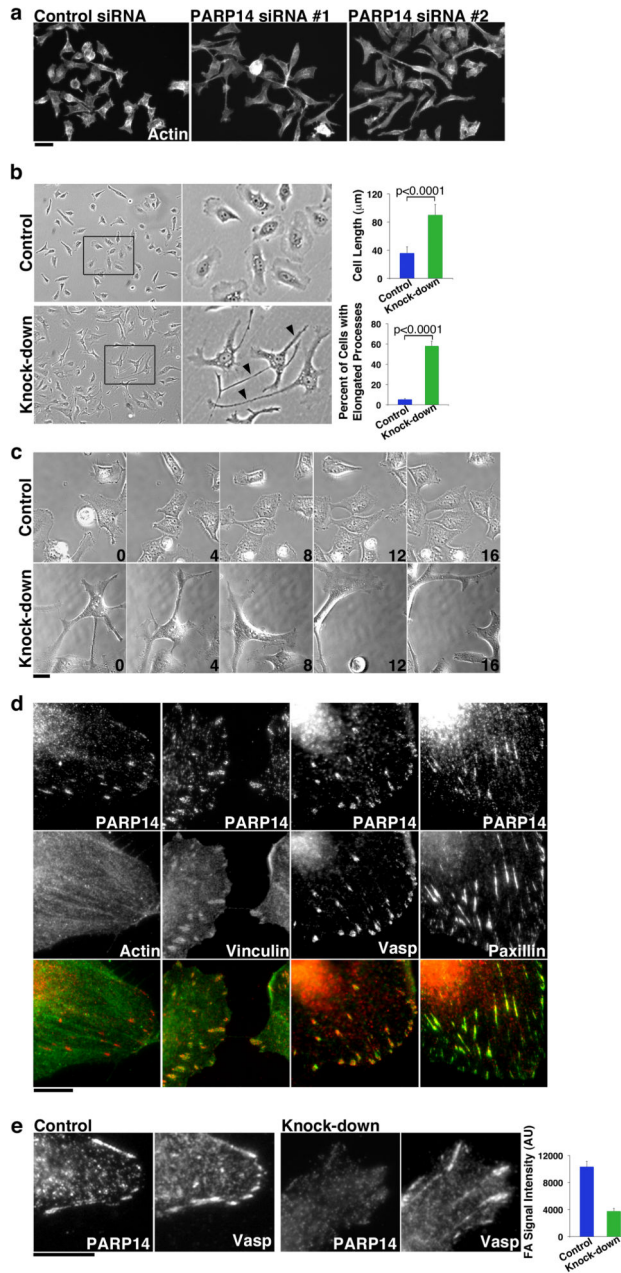 a
Control siRNA PARP14 siRNA #1 PARP14 siRNA #2
Actin
b
Control
Knock-down
120
80
40
0
Cell Length (μm)
p<0.0001
Control
Knock-down
80
60
40
20
0
Percent of Cells with
Elongated Processes
p<0.0001
Control
Knock-down
c
Control
0 4 8 12 16
Knock-down
0 4 8 12 16
d
PARP14 PARP14 PARP14 PARP14
Actin Vinculin Vasp Paxillin
e
Control Knock-down
PARP14 Vasp PARP14 Vasp
FA Signal Intensity (AU)
12000
8000
4000
0
Control
Knock-down